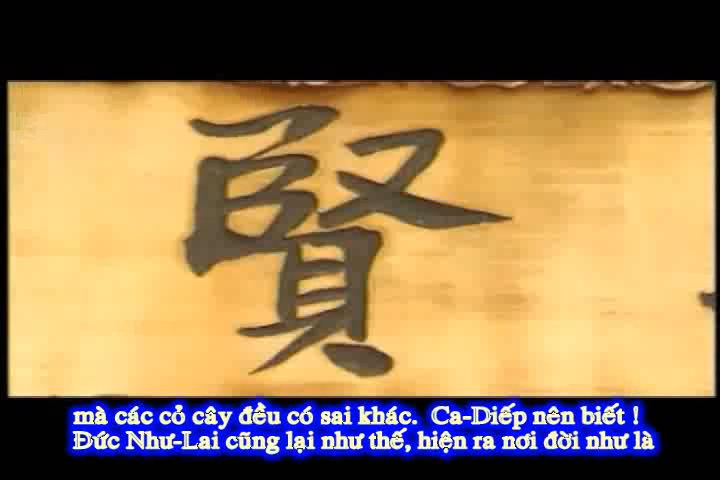 賢
mà các cỏ cây đều có sai khác. Ca-Diếp nên biết !
Đức Như-Lai cũng lại như thế, hiện ra nơi đời như là